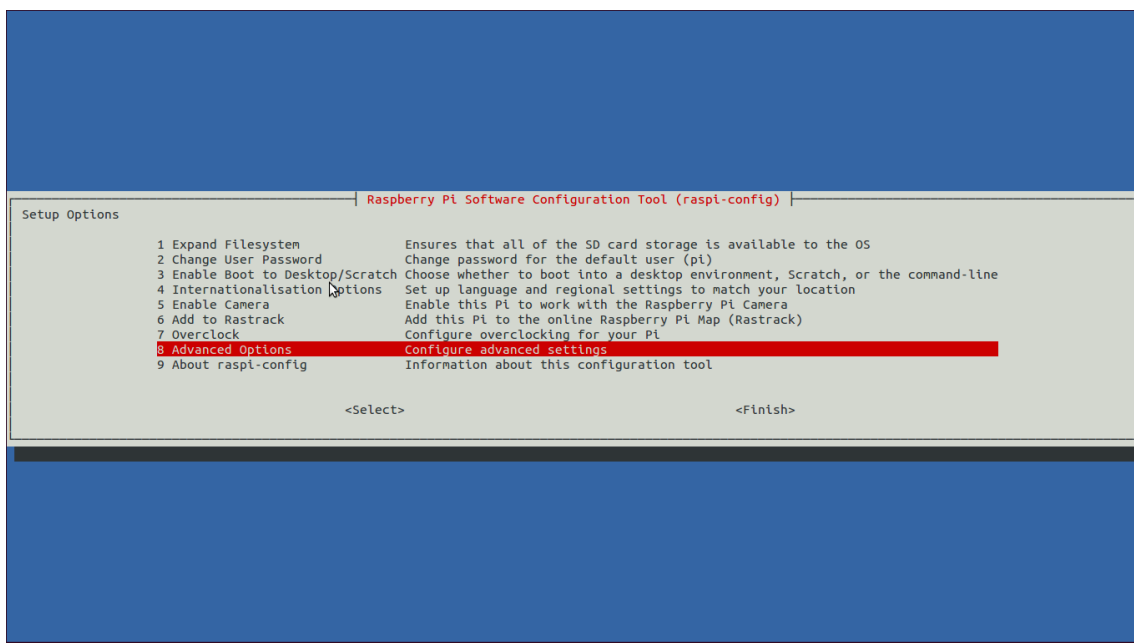 Raspberry Pi Software Configuration Tool (raspi-config)
Setup Options
1 Expand Filesystem Ensures that all of the SD card storage is available to the OS
2 Change User Password Change password for the default user (pi)
3 Enable Boot to Desktop/Scratch Choose whether to boot into a desktop environment, Scratch, or the command-line
4 Internationalisation Options Set up language and regional settings to match your location
5 Enable Camera Enable this Pi to work with the Raspberry Pi Camera
6 Add to Rastrack Add this Pi to the online Raspberry Pi Map (Rastrack)
7 Overclock Configure overclocking for your Pi
8 Advanced Options Configure advanced settings
9 About raspi-config Information about this configuration tool
<Select> <Finish>